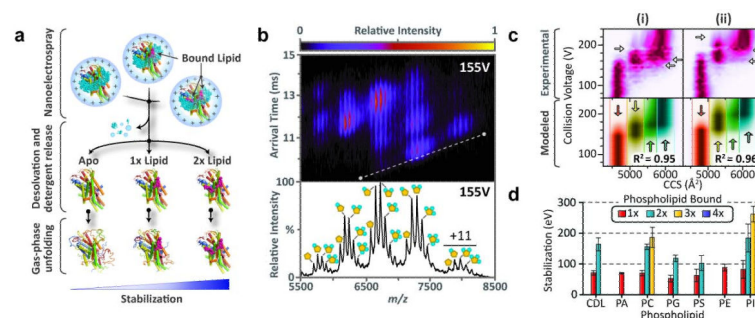 a
Nanoelectrospray
Bound Lipid
Desolvation and
detergent release
Apo
1x Lipid
2x Lipid
Gas-phase
unfolding
Stabilization
b
Relative Intensity
0
1
155V
Arrival Time (ms)
15
13
12
11
10
155V
Relative Intensity
%
100
50
0
+11
5500
6500
7500
8500
m/z
c
(i)
(ii)
Experimental
Modeled
Collision Voltage (V)
200
100
200
100
R² = 0.95
R² = 0.96
5000
6000
5000
6000
CCS (Å²)
d
Phospholipid Bound
1x
2x
3x
4x
Stabilization (eV)
300
200
100
0
CDL
PA
PC
PG
PS
PE
PI
Phospholipid